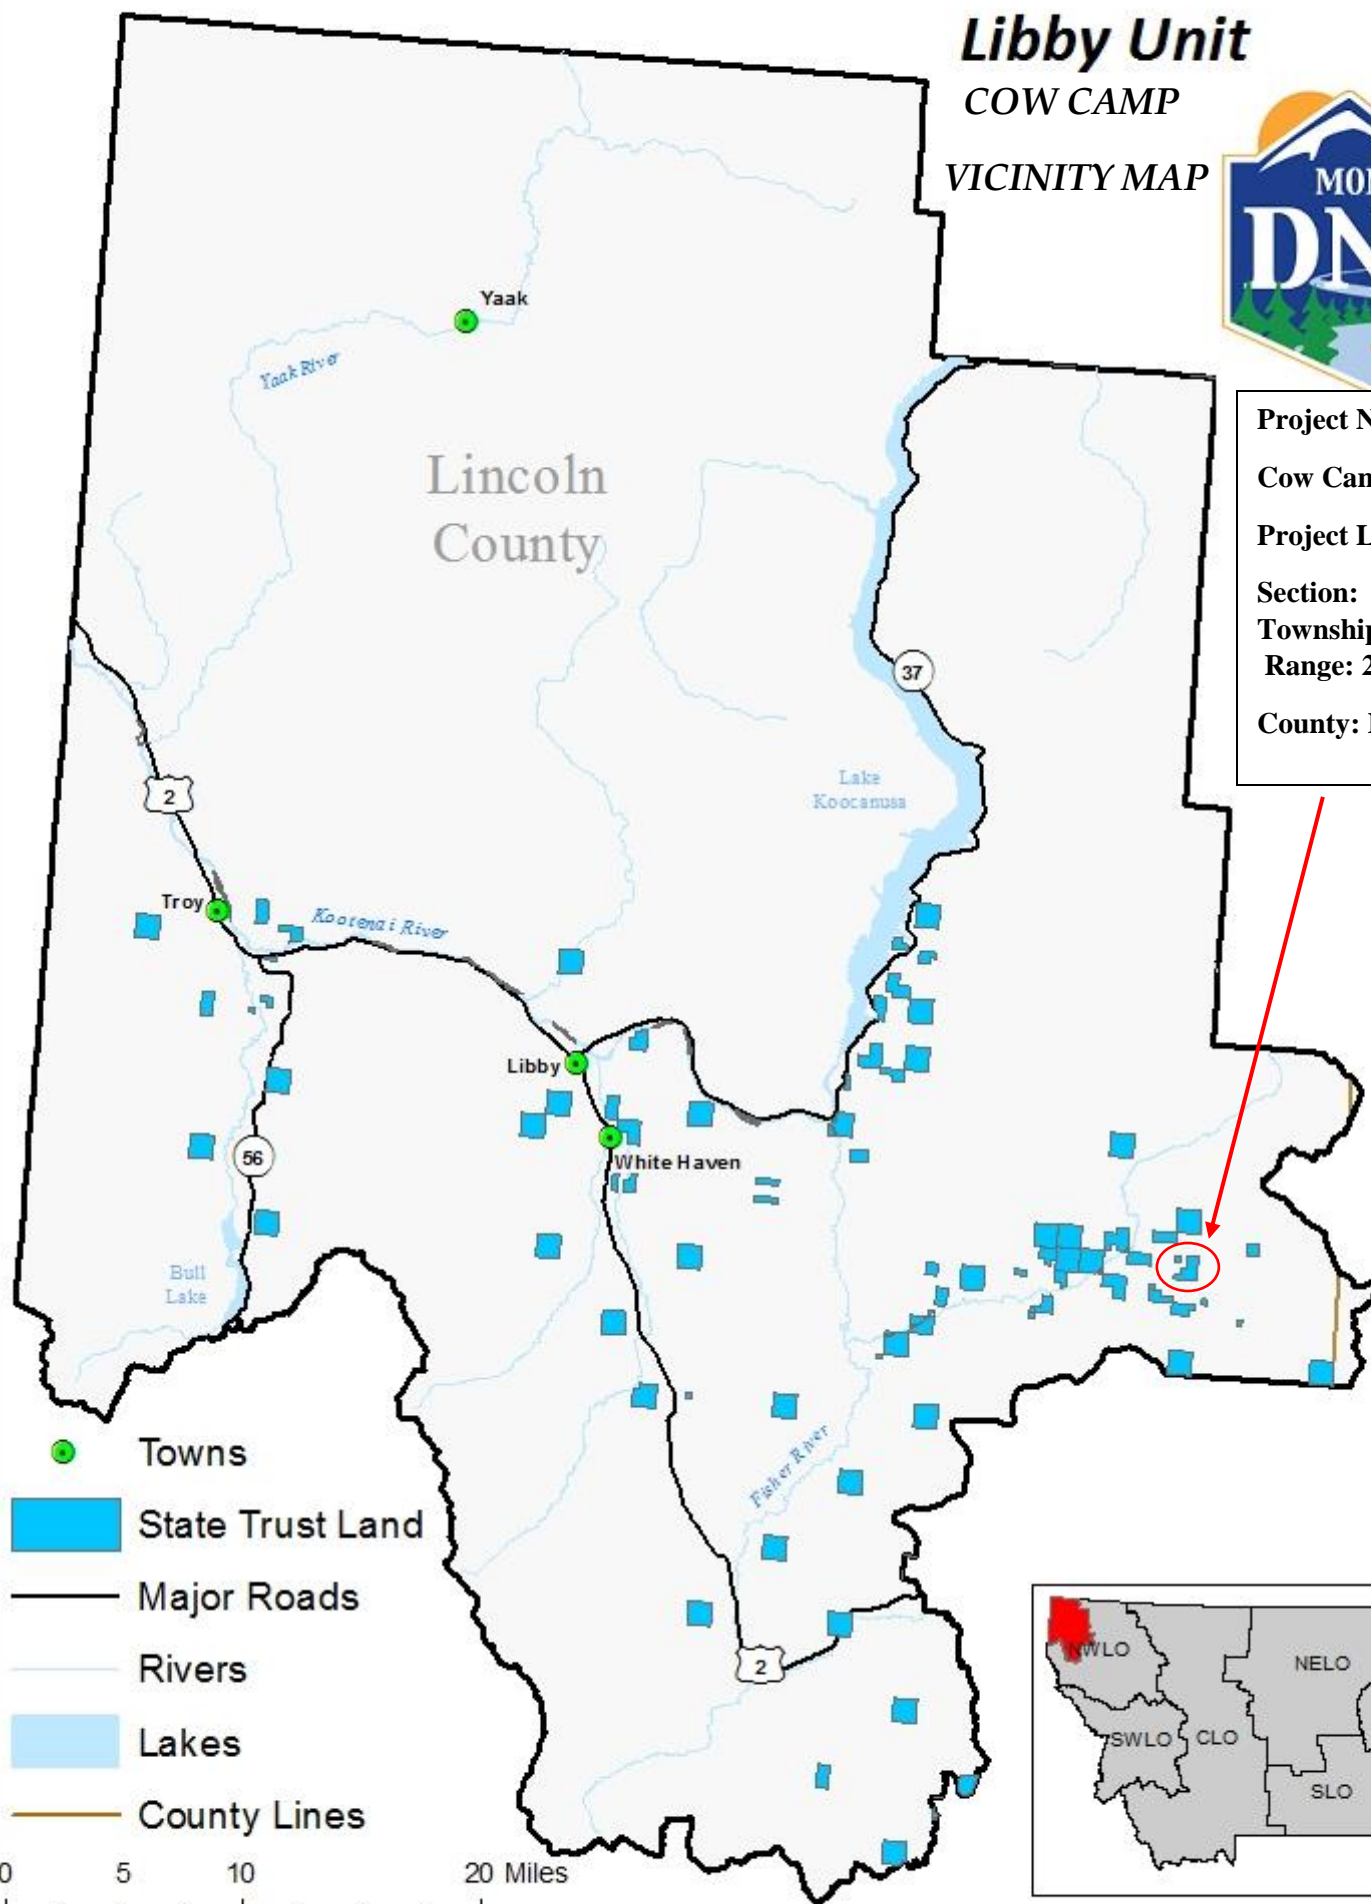 Libby Unit
COW CAMP
VICINITY MAP
Yaak
Yaak River
Lincoln
County
Project N
Cow Cam
Project L
Section:
Township
Range: 2
County:
37
Lake
Koocanusa
2
Troy
Kootenai River
Libby
White Haven
56
Bull
Lake
Fisher River
2
Towns
State Trust Land
Major Roads
Rivers
Lakes
County Lines
0 5 10 20 Miles
NWLO
NELO
SWLO
CLO
SLO